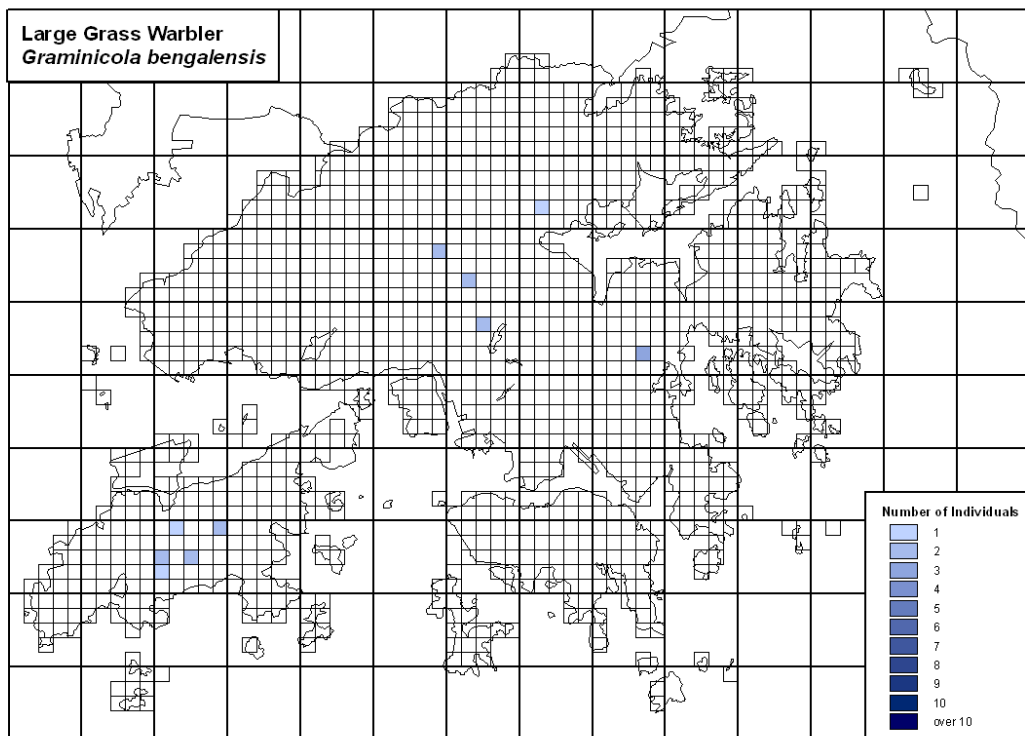 Large Grass Warbler
Graminicola bengalensis
Number of Individuals
1
2
3
4
5
6
7
8
9
10
over 10